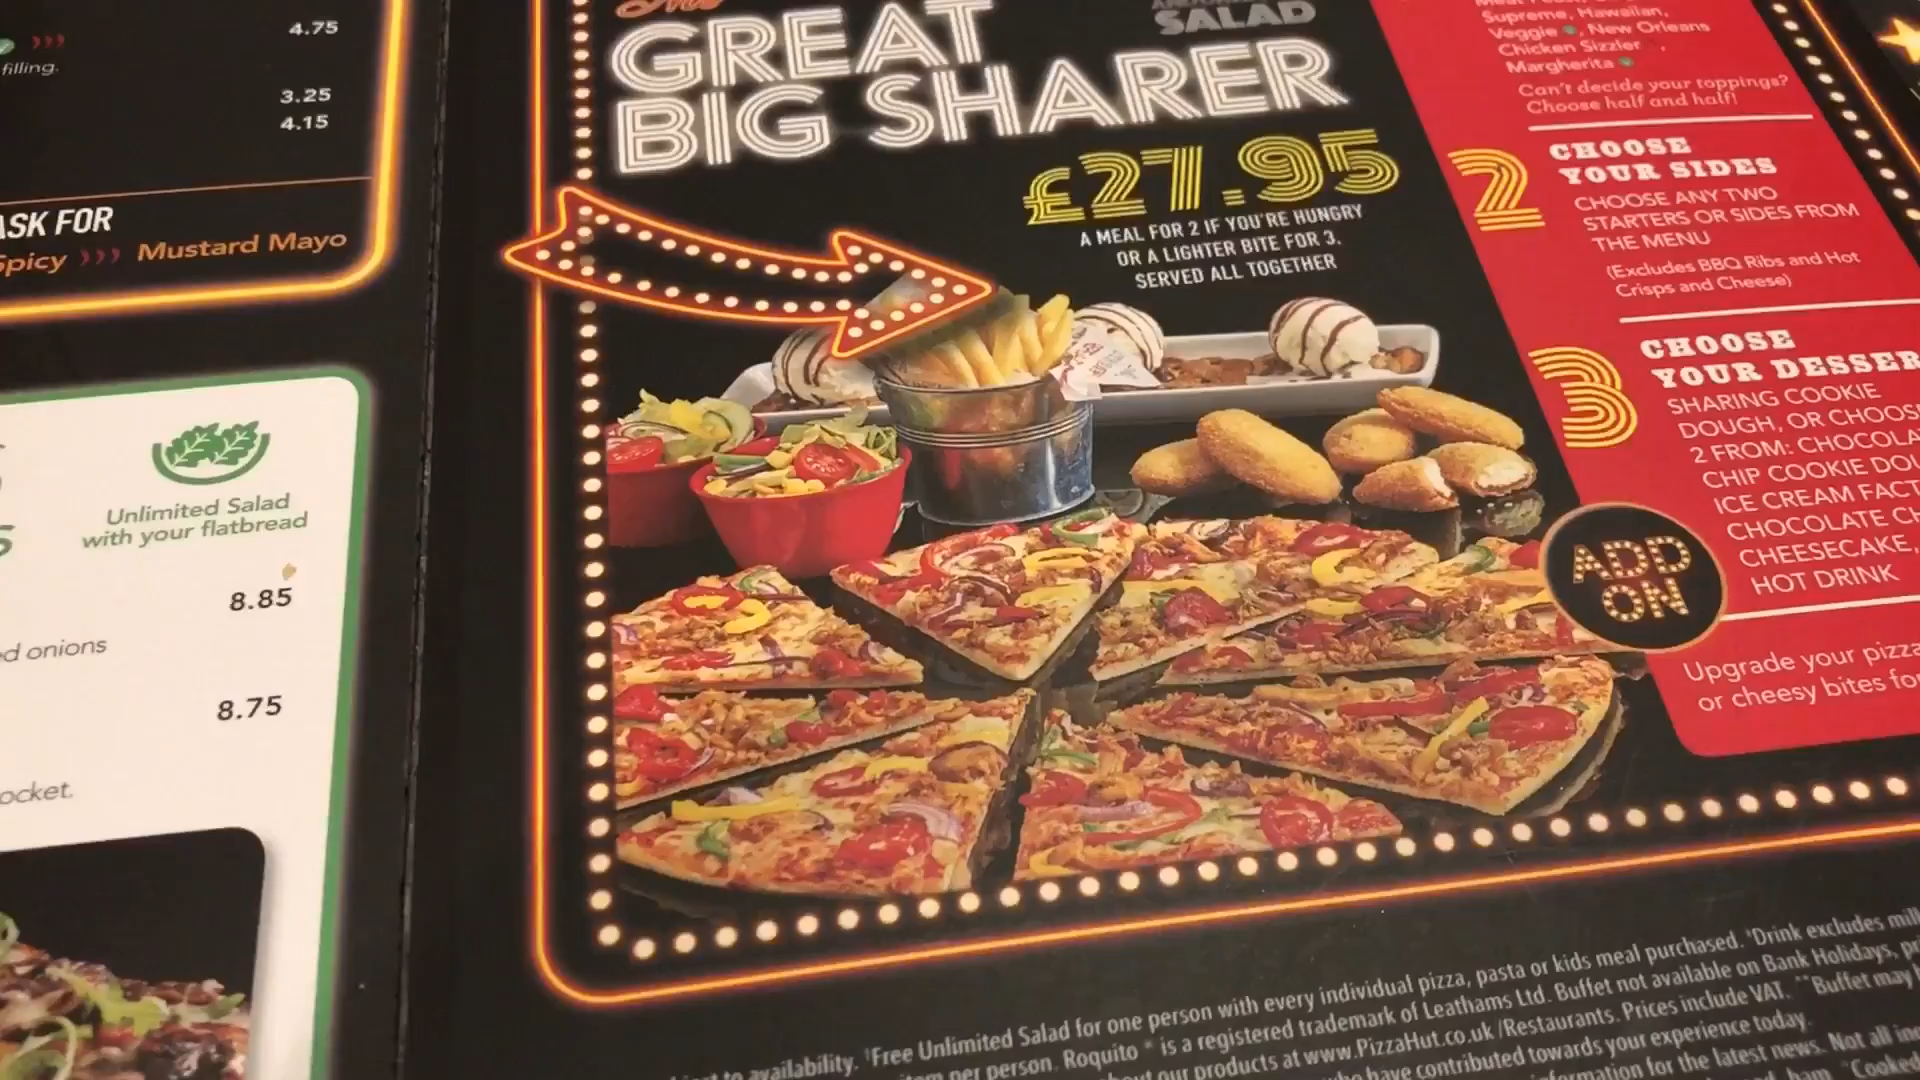 4.75
filling.
3.25
4.15
ASK FOR
Spicy Mustard Mayo
Unlimited Salad
with your flatbread
8.85
onions
8.75
GREAT
BIG SHARER
SALAD
£27.95
A MEAL FOR 2 IF YOU'RE HUNGRY
OR A LIGHTER BITE FOR 3.
SERVED ALL TOGETHER
Supreme, Hawaiian,
Veggie, New Orleans
Chicken Sizzler,
Margherita
Can't decide your toppings?
Choose half and half!
2
CHOOSE
YOUR SIDES
CHOOSE ANY TWO
STARTERS OR SIDES FROM
THE MENU
(Excludes BBQ Ribs and Hot
Crisps and Cheese)
3
CHOOSE
YOUR DESSER
SHARING COOKIE
DOUGH, OR CHOOSE
2 FROM: CHOCOLA
CHIP COOKIE DOU
ICE CREAM FACT
CHOCOLATE CH
CHEESECAKE,
HOT DRINK
ADD
ON
Upgrade your pizza
or cheesy bites for
to availability. Free Unlimited Salad for one person with every individual pizza, pasta or kids meal purchased. Drink excludes
per person. Roquito is a registered trademark of Leathams Ltd. Buffet not available on Bank Holidays,
our products at www.PizzaHut.co.uk/Restaurants. Prices include VAT. **Buffet may
have contributed towards your experience today.
for the latest news. Not all
ham. Cooked